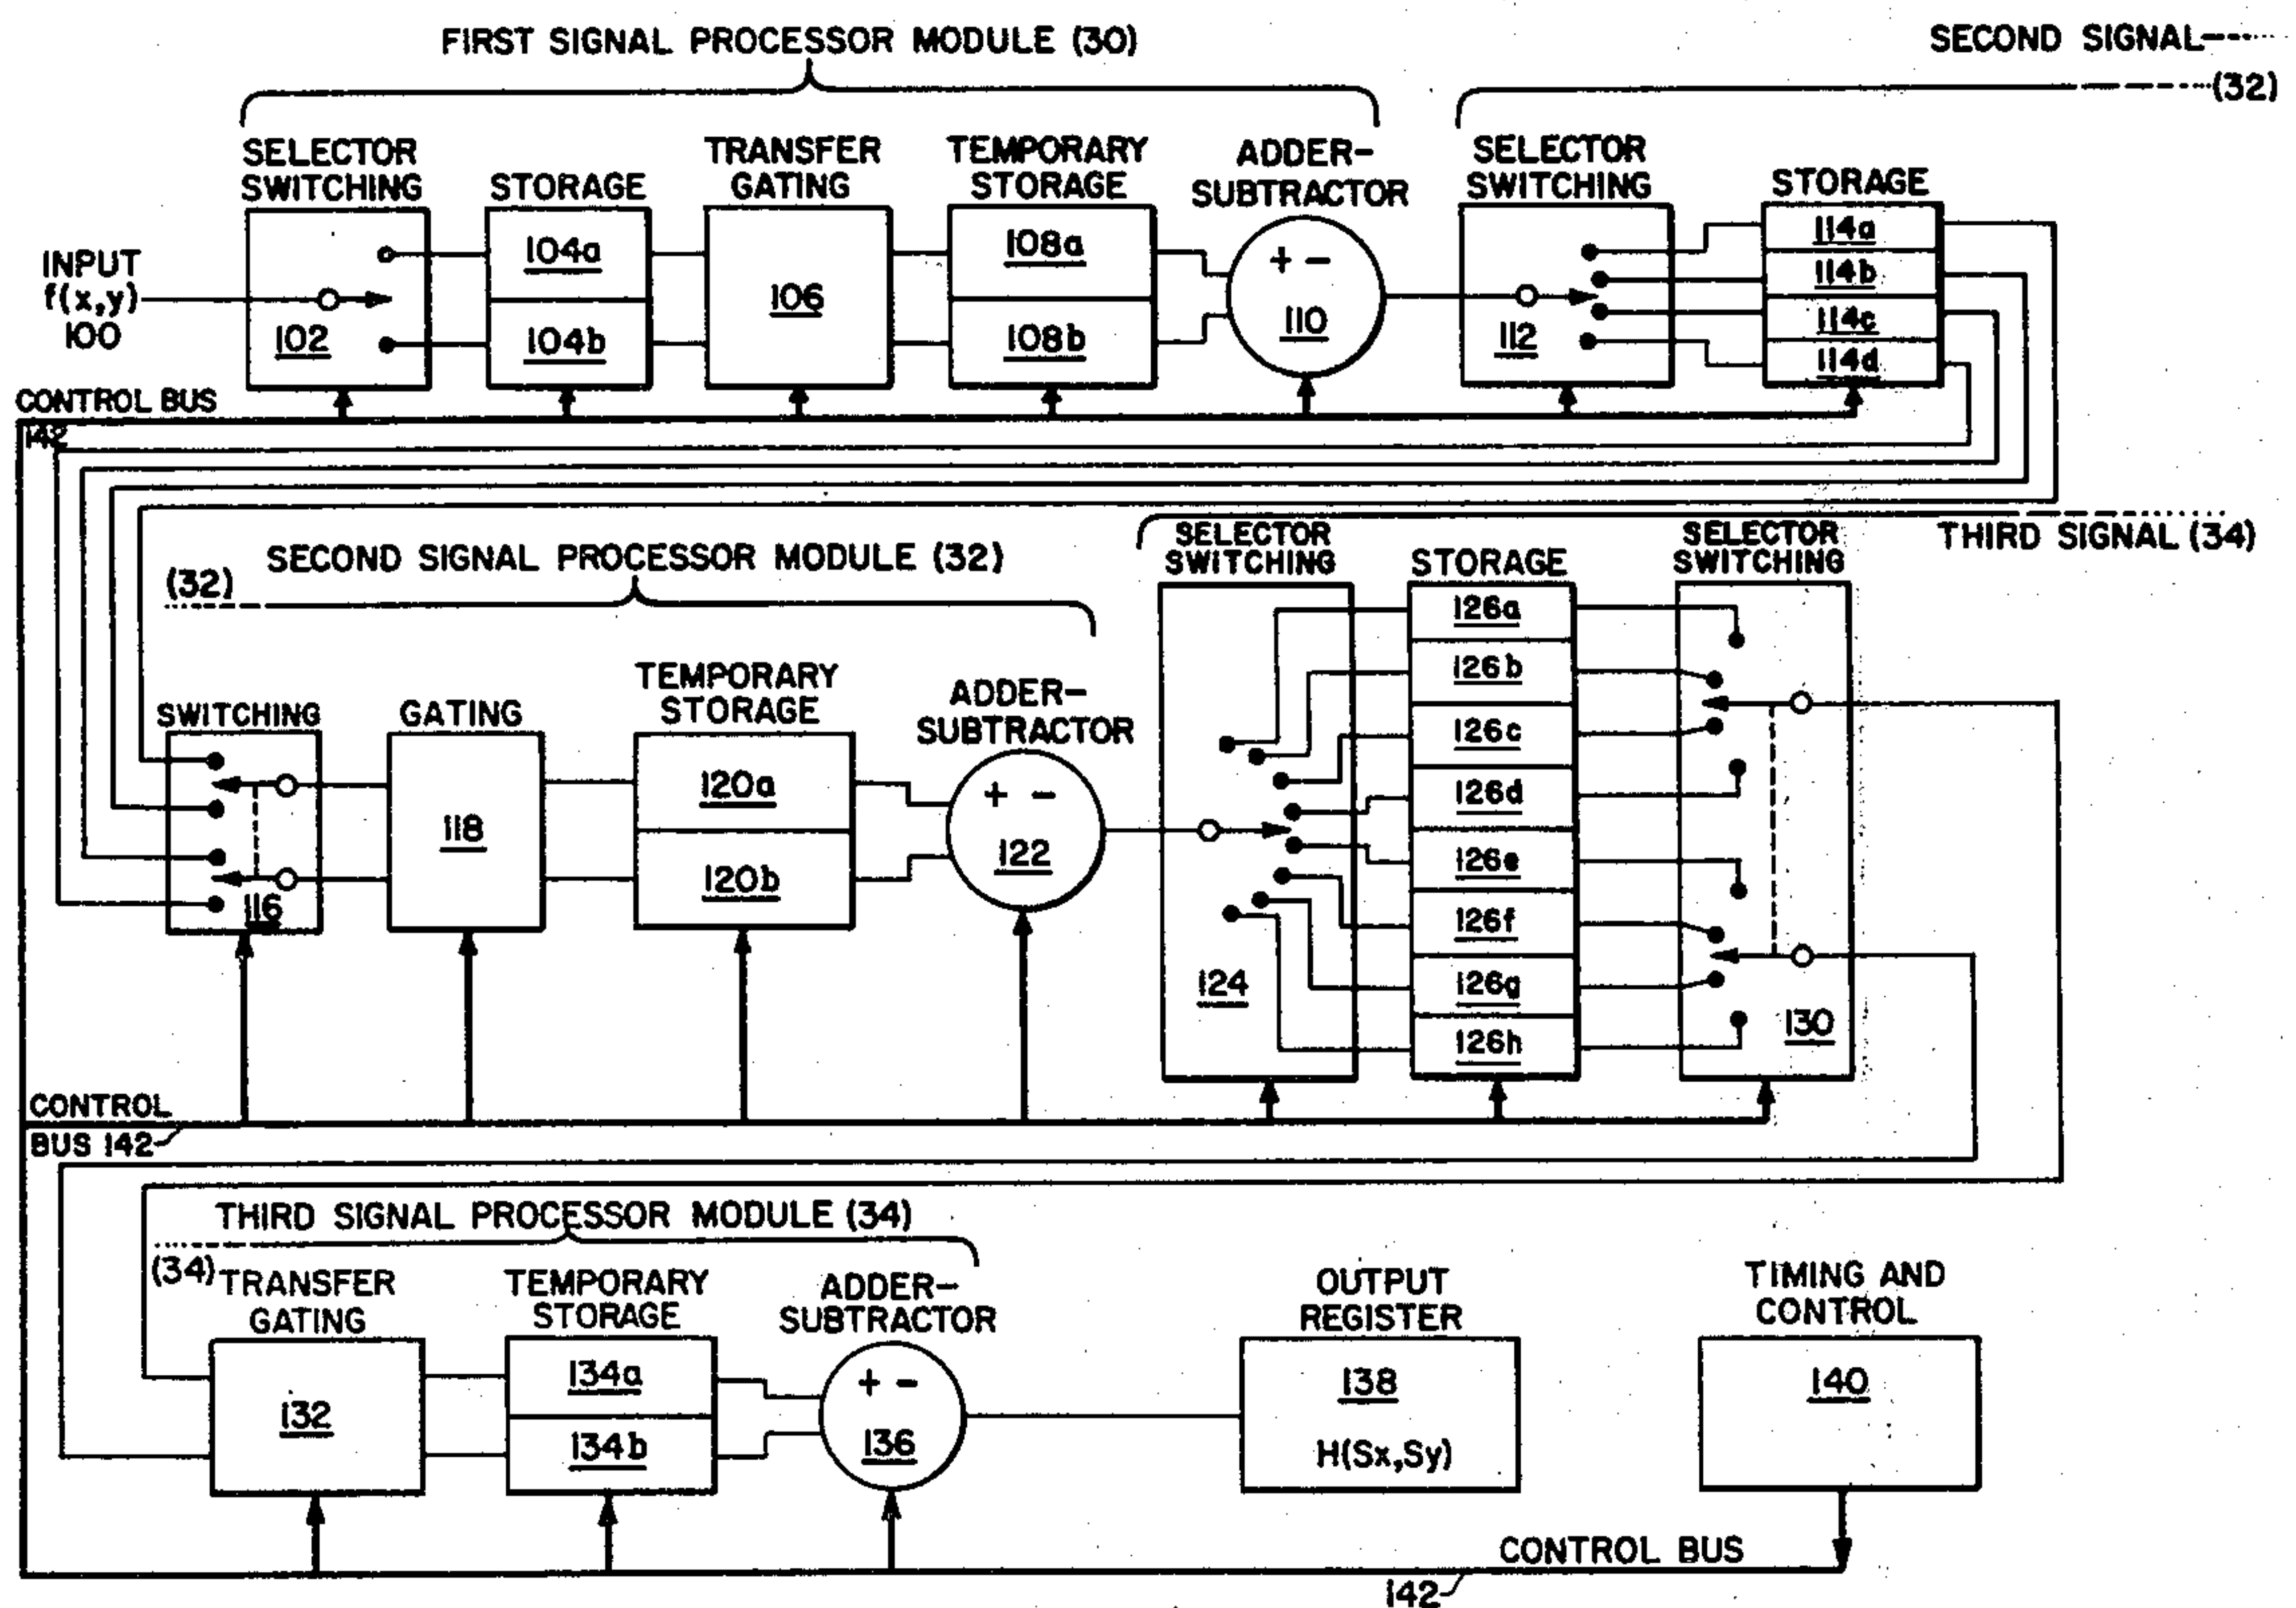 FIRST SIGNAL PROCESSOR MODULE (30)
SECOND SIGNAL
(32)
SELECTOR
SWITCHING
STORAGE
TRANSFER
GATING
TEMPORARY
STORAGE
ADDER-
SUBTRACTOR
SELECTOR
SWITCHING
STORAGE
INPUT
f(x,y)
100
102
104a
104b
106
108a
108b
+ -
110
112
114a
114b
114c
114d
CONTROL BUS
142
SECOND SIGNAL PROCESSOR MODULE (32)
(32)
SELECTOR
SWITCHING
STORAGE
SELECTOR
SWITCHING
THIRD SIGNAL (34)
SWITCHING
GATING
TEMPORARY
STORAGE
ADDER-
SUBTRACTOR
116
118
120a
120b
+ -
122
124
126a
126b
126c
126d
126e
126f
126g
126h
130
CONTROL
BUS 142
THIRD SIGNAL PROCESSOR MODULE (34)
(34)
TRANSFER
GATING
TEMPORARY
STORAGE
ADDER-
SUBTRACTOR
OUTPUT
REGISTER
TIMING AND
CONTROL
132
134a
134b
+ -
136
138
H(Sx,Sy)
140
CONTROL BUS
142